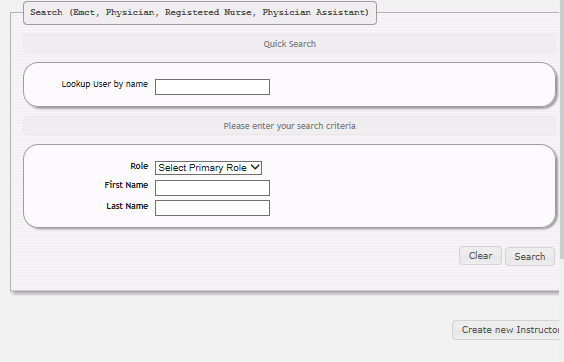 Search (Emct, Physician, Registered Nurse, Physician Assistant)
Quick Search
Lookup User by name
Please enter your search criteria
Role Select Primary Role
First Name
Last Name
Clear Search
Create new Instructor